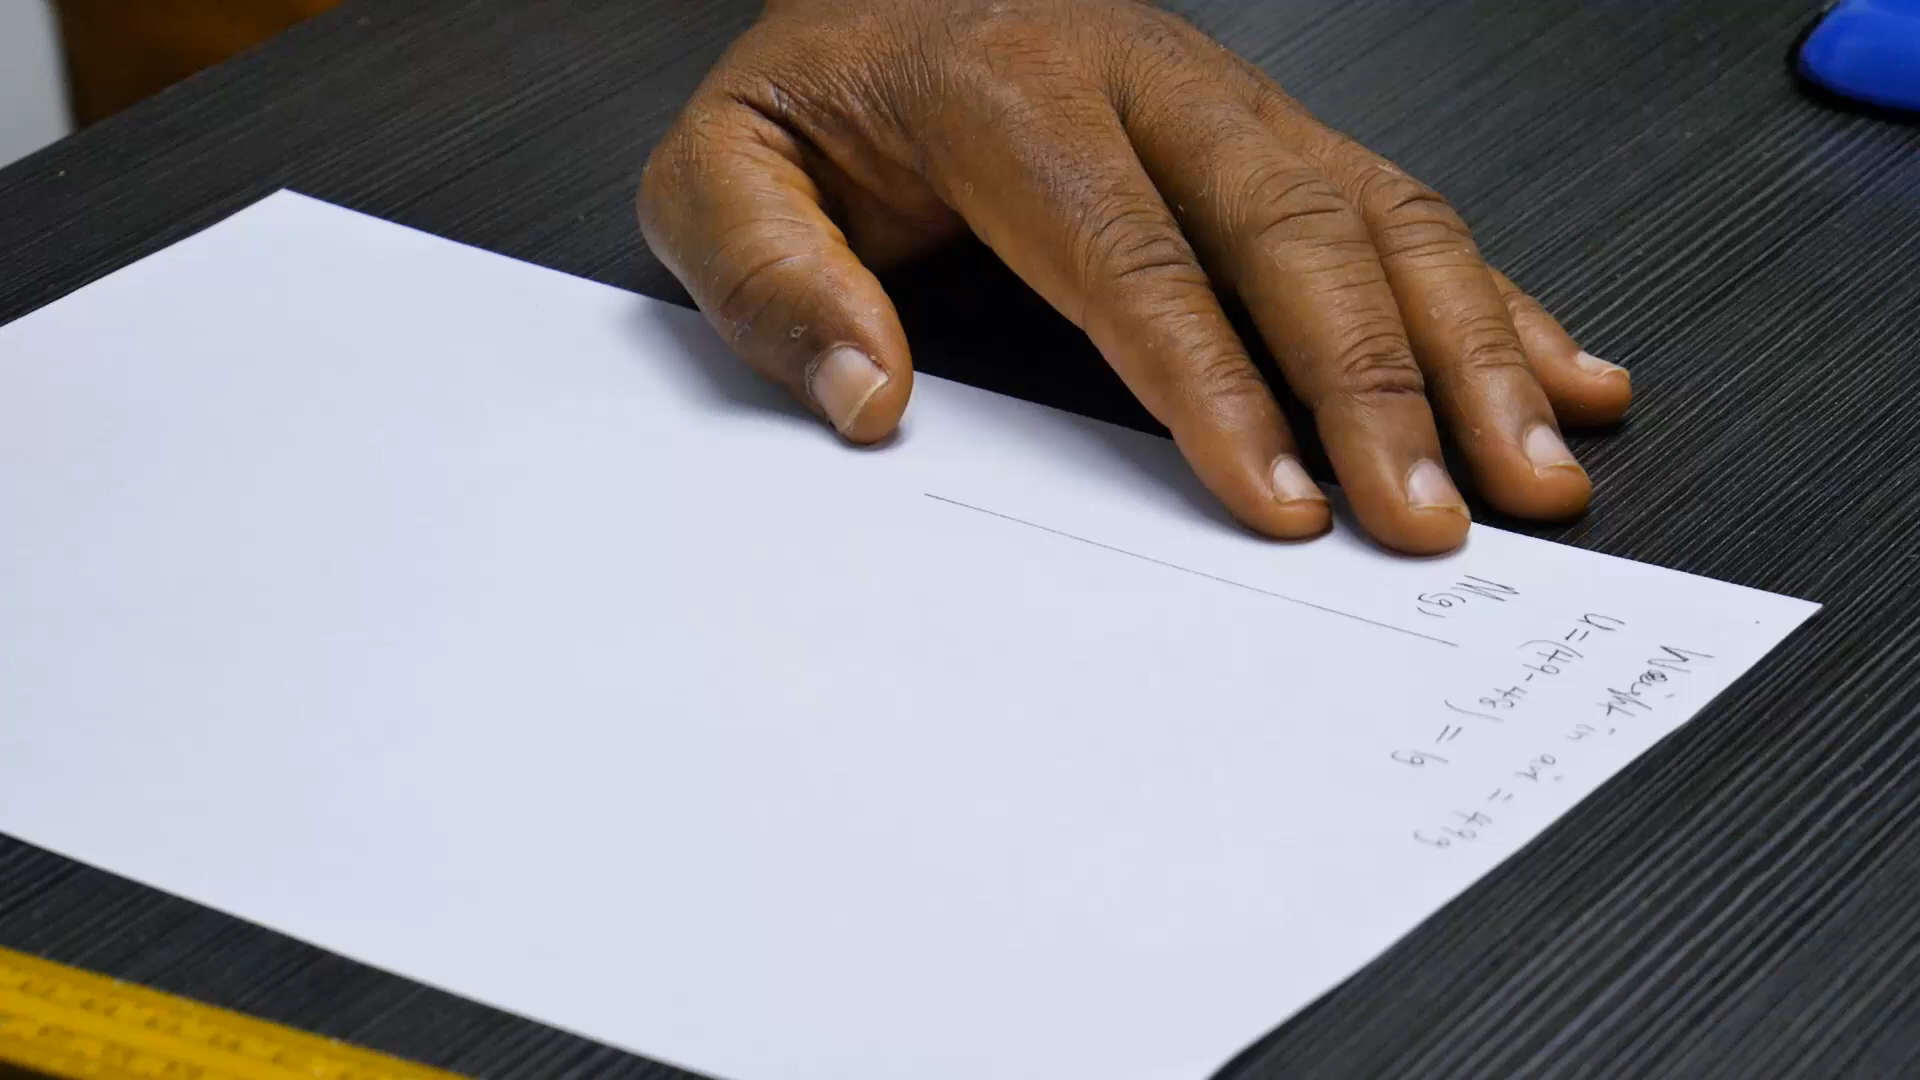 Weight in air = 49g
U = (49-48) = 1g
M(g)